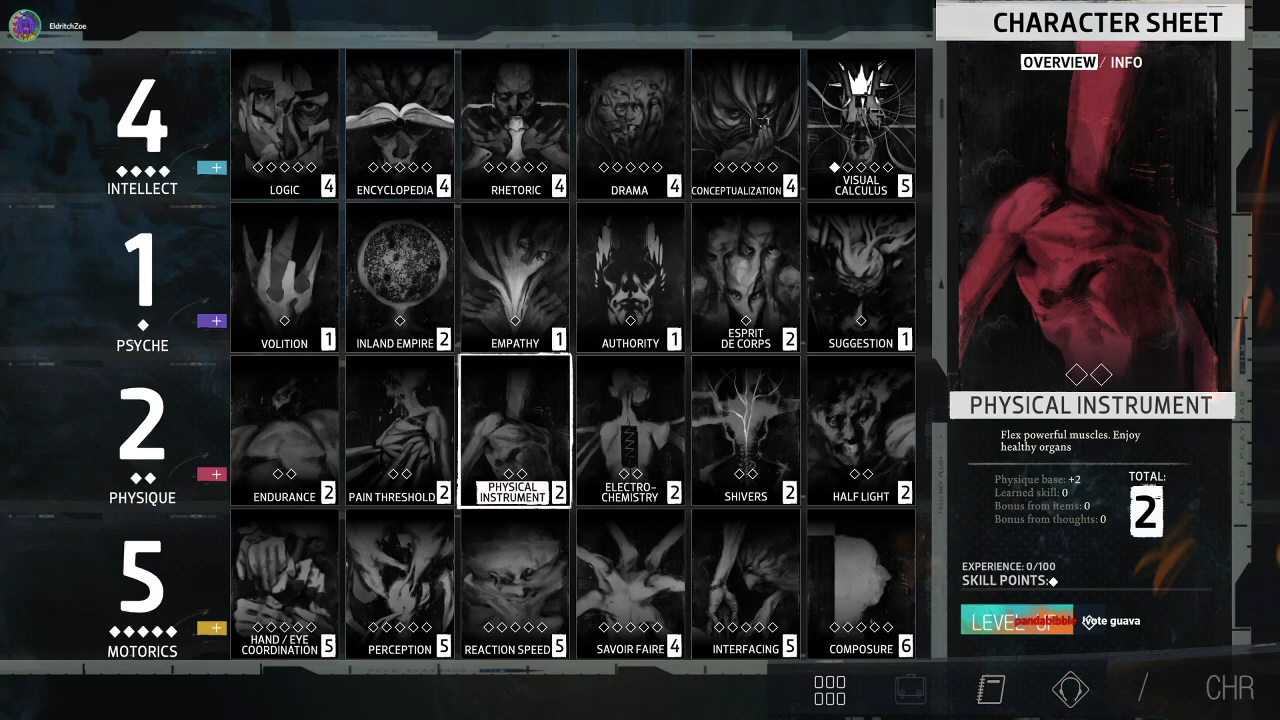 EldritchZoe
CHARACTER SHEET
OVERVIEW / INFO
4
INTELLECT
+
LOGIC 4
ENCYCLOPEDIA 4
RHETORIC 4
DRAMA 4
CONCEPTUALIZATION 4
VISUAL
CALCULUS 5
1
PSYCHE
+
VOLITION 1
INLAND EMPIRE 2
EMPATHY 1
AUTHORITY 1
ESPRIT
DE CORPS 2
SUGGESTION 1
2
PHYSIQUE
+
ENDURANCE 2
PAIN THRESHOLD 2
PHYSICAL
INSTRUMENT 2
ELECTRO-
CHEMISTRY 2
SHIVERS 2
HALF LIGHT 2
5
MOTORICS
+
HAND / EYE
COORDINATION 5
PERCEPTION 5
REACTION SPEED 5
SAVOIR FAIRE 4
INTERFACING 5
COMPOSURE 6
PHYSICAL INSTRUMENT
Flex powerful muscles. Enjoy
healthy organs
Physique base: +2
Learned skill: 0
Bonus from items: 0
Bonus from thoughts: 0
TOTAL:
2
EXPERIENCE: 0/100
SKILL POINTS:
LEVEL UP
pandabibble !vote guava
/ CHR